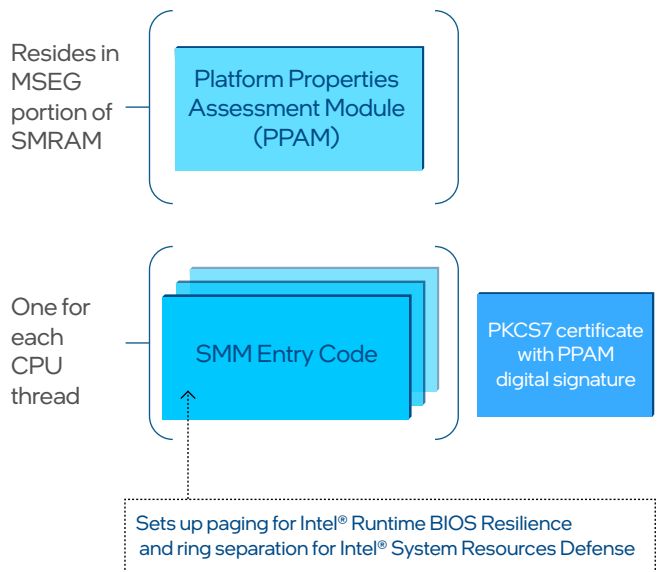 Resides in
MSEG
portion of
SMRAM
Platform Properties
Assessment Module
(PPAM)
One for
each
CPU
thread
SMM Entry Code
PKCS7 certificate
with PPAM
digital signature
Sets up paging for Intel® Runtime BIOS Resilience
and ring separation for Intel® System Resources Defense